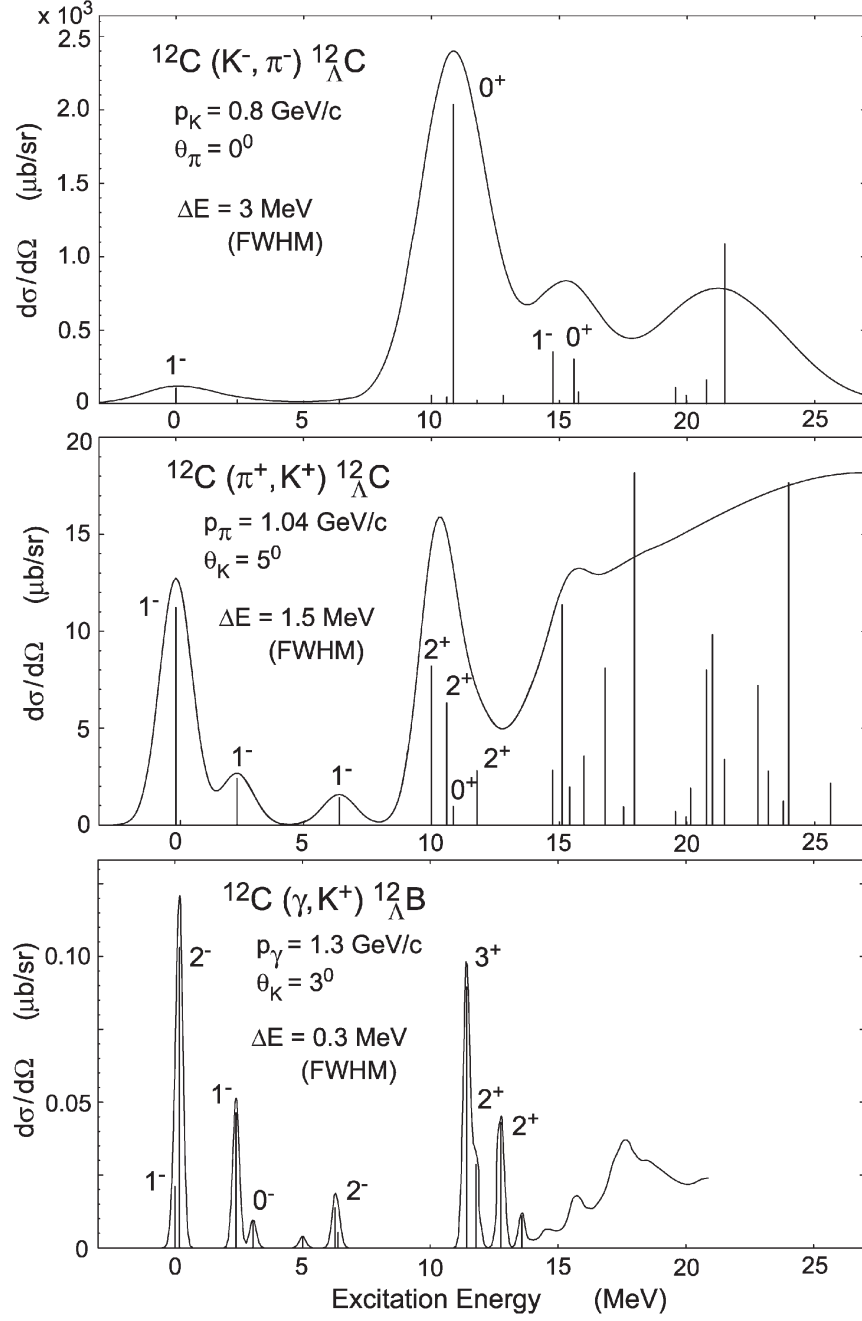 x 10³
¹²C (K⁻, π⁻) ¹²ΛC
p_K = 0.8 GeV/c
θ_π = 0⁰
ΔE = 3 MeV
(FWHM)
dσ/dΩ (μb/sr)
2.5
2.0
1.5
1.0
0.5
0
1⁻
0⁺
1⁻
0⁺
0 5 10 15 20 25
¹²C (π⁺, K⁺) ¹²ΛC
p_π = 1.04 GeV/c
θ_K = 5⁰
ΔE = 1.5 MeV
(FWHM)
dσ/dΩ (μb/sr)
20
15
10
5
0
1⁻
1⁻
1⁻
2⁺
2⁺
0⁺
2⁺
0 5 10 15 20 25
¹²C (γ, K⁺) ¹²ΛB
p_γ = 1.3 GeV/c
θ_K = 3⁰
ΔE = 0.3 MeV
(FWHM)
dσ/dΩ (μb/sr)
0.10
0.05
0
1⁻
2⁻
1⁻
0⁻
2⁻
3⁺
2⁺
2⁺
0 5 10 15 20 25
Excitation Energy (MeV)